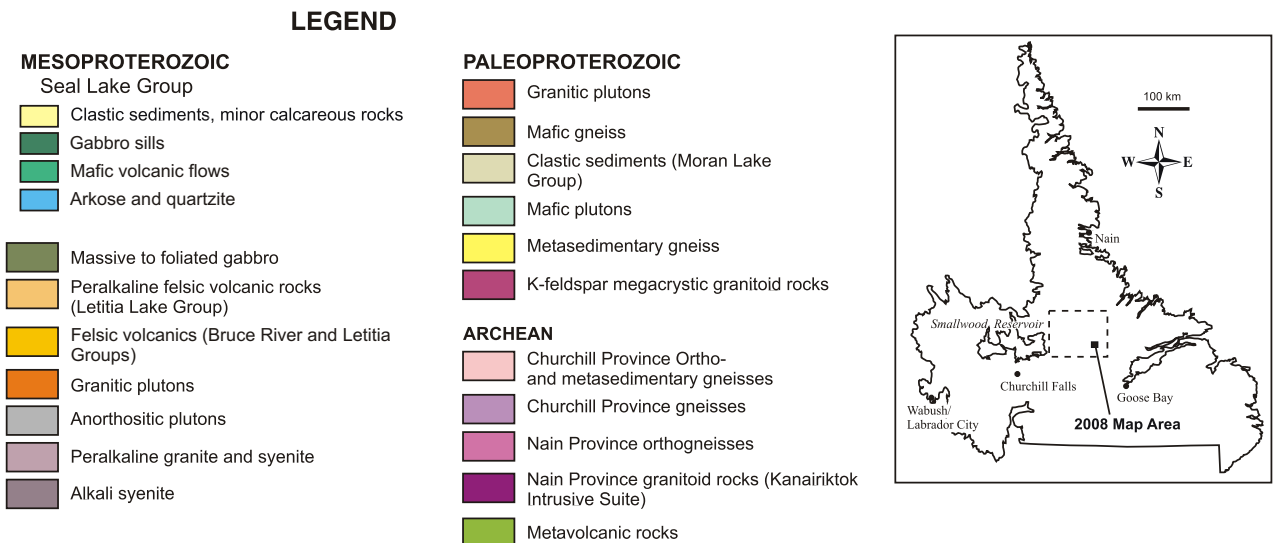 LEGEND
MESOPROTEROZOIC
Seal Lake Group
Clastic sediments, minor calcareous rocks
Gabbro sills
Mafic volcanic flows
Arkose and quartzite
Massive to foliated gabbro
Peralkaline felsic volcanic rocks
(Letitia Lake Group)
Felsic volcanics (Bruce River and Letitia
Groups)
Granitic plutons
Anorthositic plutons
Peralkaline granite and syenite
Alkali syenite
PALEOPROTEROZOIC
Granitic plutons
Mafic gneiss
Clastic sediments (Moran Lake
Group)
Mafic plutons
Metasedimentary gneiss
K-feldspar megacrystic granitoid rocks
ARCHEAN
Churchill Province Ortho-
and metasedimentary gneisses
Churchill Province gneisses
Nain Province orthogneisses
Nain Province granitoid rocks (Kanairiktok
Intrusive Suite)
Metavolcanic rocks
100 km
N
W E
S
Nain
Smallwood Reservoir
Churchill Falls
Goose Bay
Wabush/
Labrador City
2008 Map Area